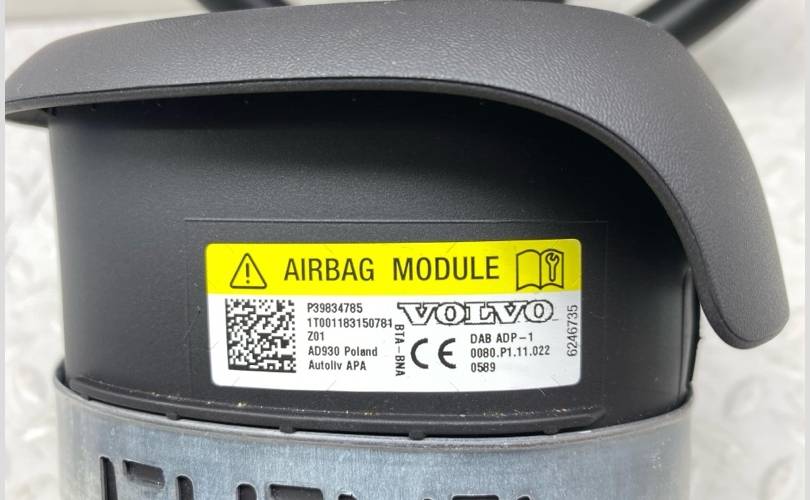 AIRBAG MODULE
P39834785
1T001183150781
Z01
AD930 Poland
Autoliv APA
BTA-BNA
VOLVO
CE
DAB ADP-1
0080.P1.11.022
0589
6246735